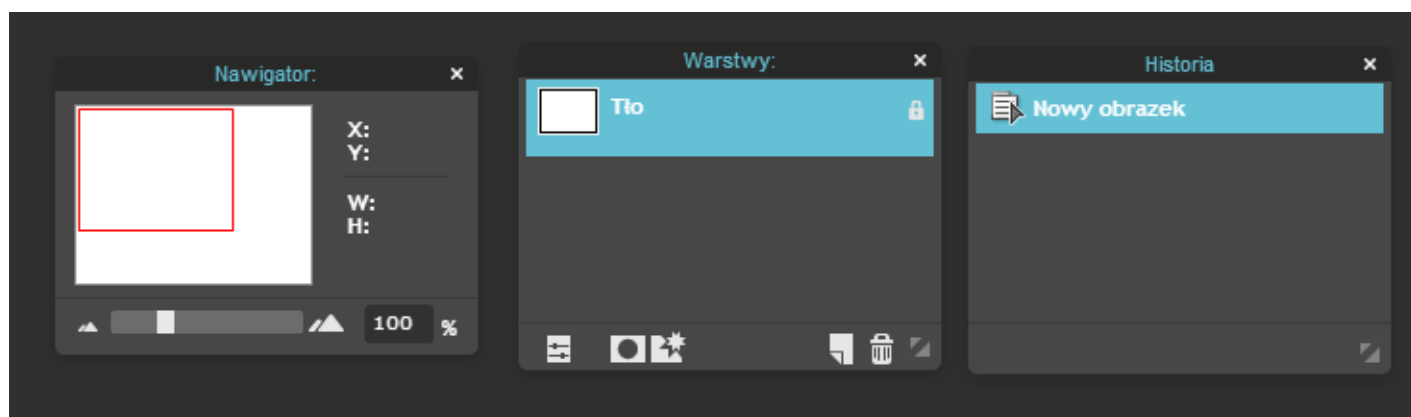 Nawigator:
X:
Y:
W:
H:
100 %
Warstwy:
Tło
Historia
Nowy obrazek